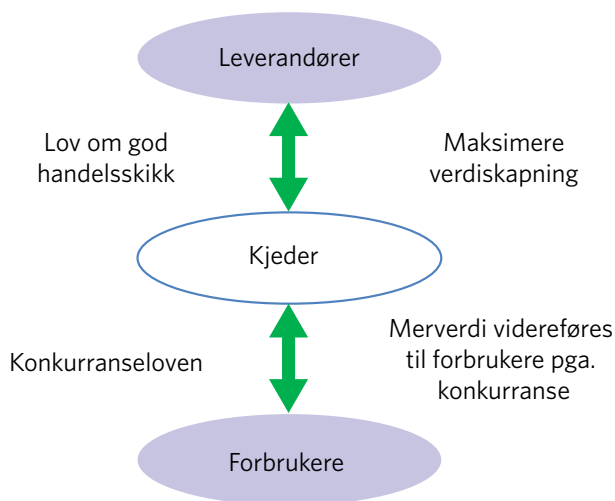 Leverandører
Lov om god
handelsskikk
Maksimere
verdiskapning
Kjeder
Konkurranseloven
Merverdi videreføres
til forbrukere pga.
konkurranse
Forbrukere